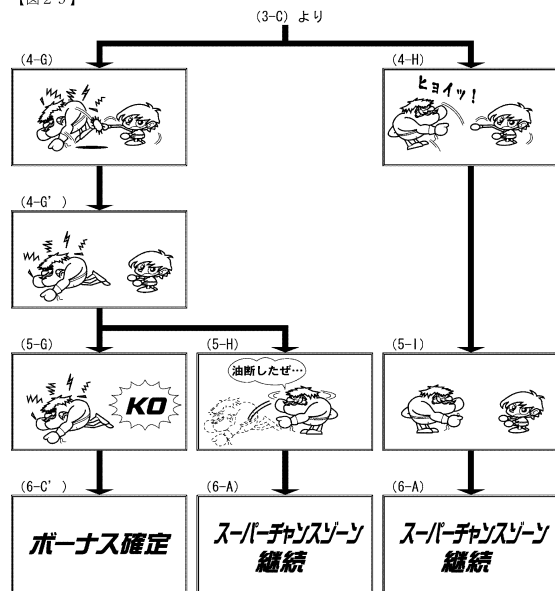 【図25】
(3-C) より
(4-G)
(4-H)
ヒョイッ!
(4-G')
(5-G)
(5-H)
(5-I)
KO
油断したぜ…
(6-C')
(6-A)
(6-A)
ボーナス確定
スーパーチャンスゾーン
継続
スーパーチャンスゾーン
継続